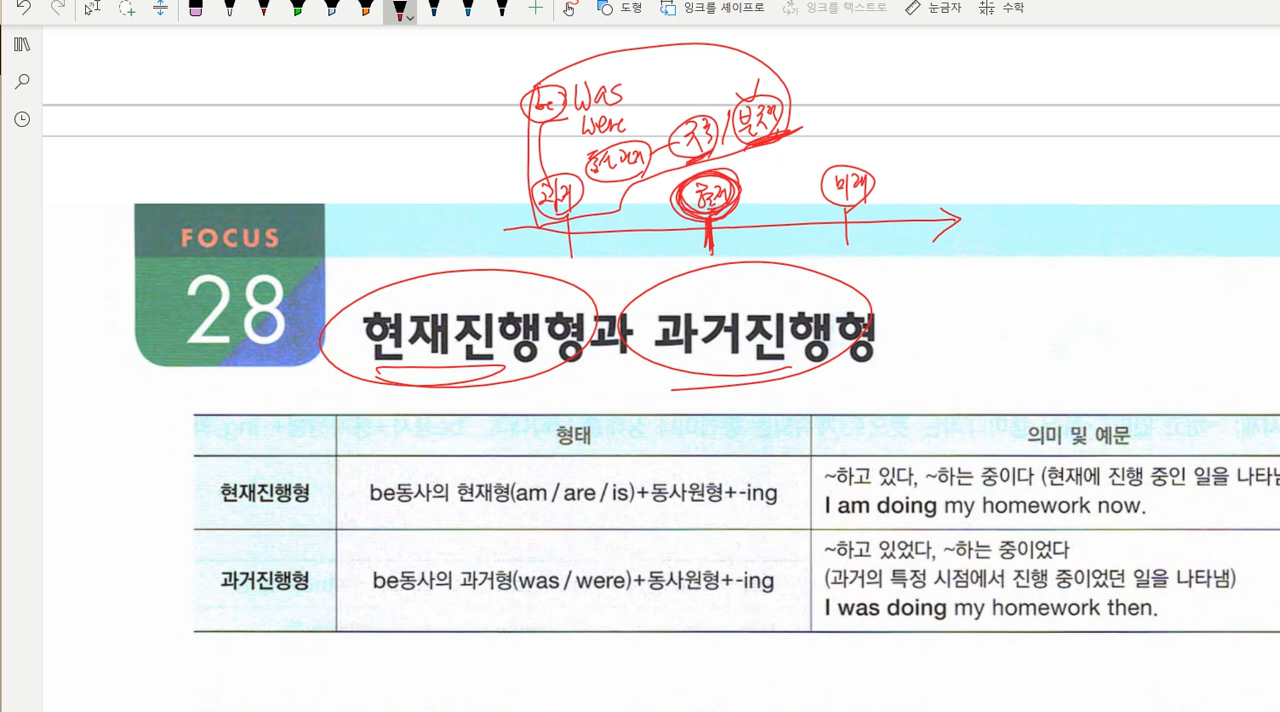 도형 잉크를 셰이프로 잉크를 텍스트로 눈금자 수학
be was
were
규칙 / 불규칙
과거 현재 미래
FOCUS
28
현재진행형과 과거진행형
형태 의미 및 예문
현재진행형 be동사의 현재형(am / are / is)+동사원형+-ing
~하고 있다, ~하는 중이다 (현재에 진행 중인 일을 나타냄
I am doing my homework now.
과거진행형 be동사의 과거형(was / were)+동사원형+-ing
~하고 있었다, ~하는 중이었다
(과거의 특정 시점에서 진행 중이었던 일을 나타냄)
I was doing my homework then.